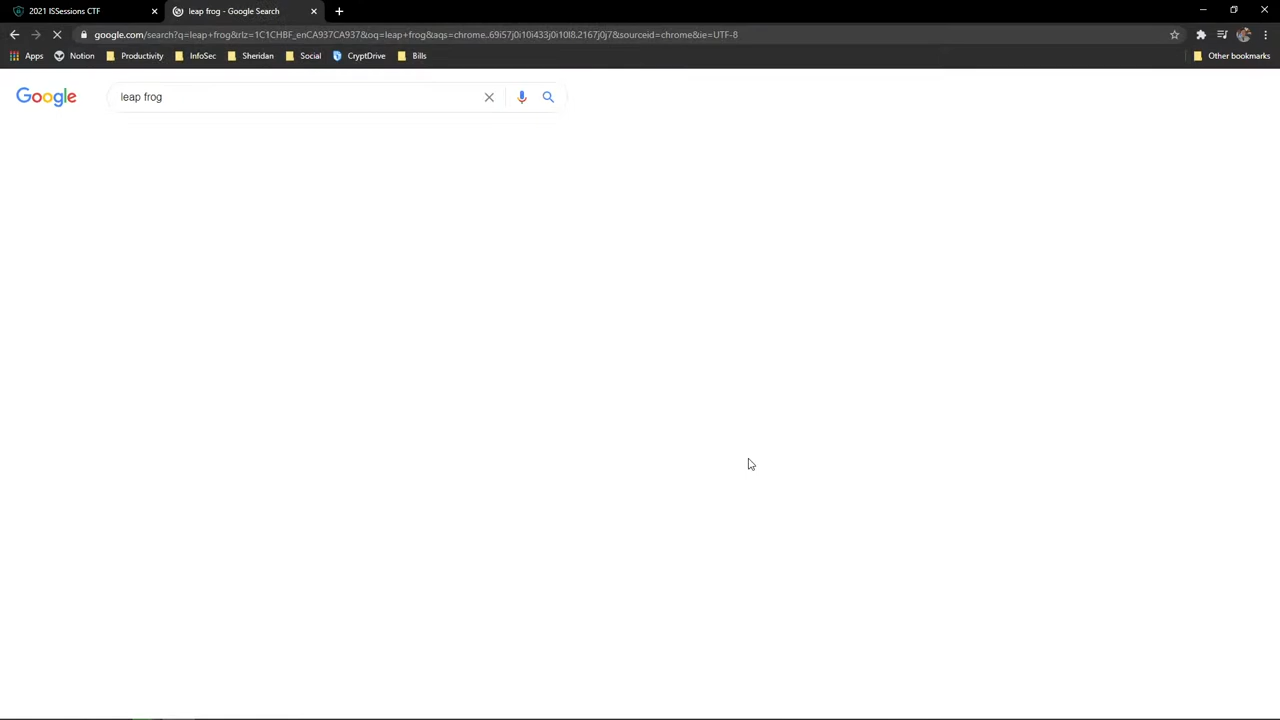 2021 ISSessions CTF
leap frog - Google Search
google.com/search?q=leap+frog&rlz=1C1CHBF_enCA937CA937&oq=leap+frog&aqs=chrome..69i57j0i10i433j0i10l8.2167j0j7&sourceid=chrome&ie=UTF-8
Apps Notion Productivity InfoSec Sheridan Social CryptDrive Bills Other bookmarks
Google leap frog